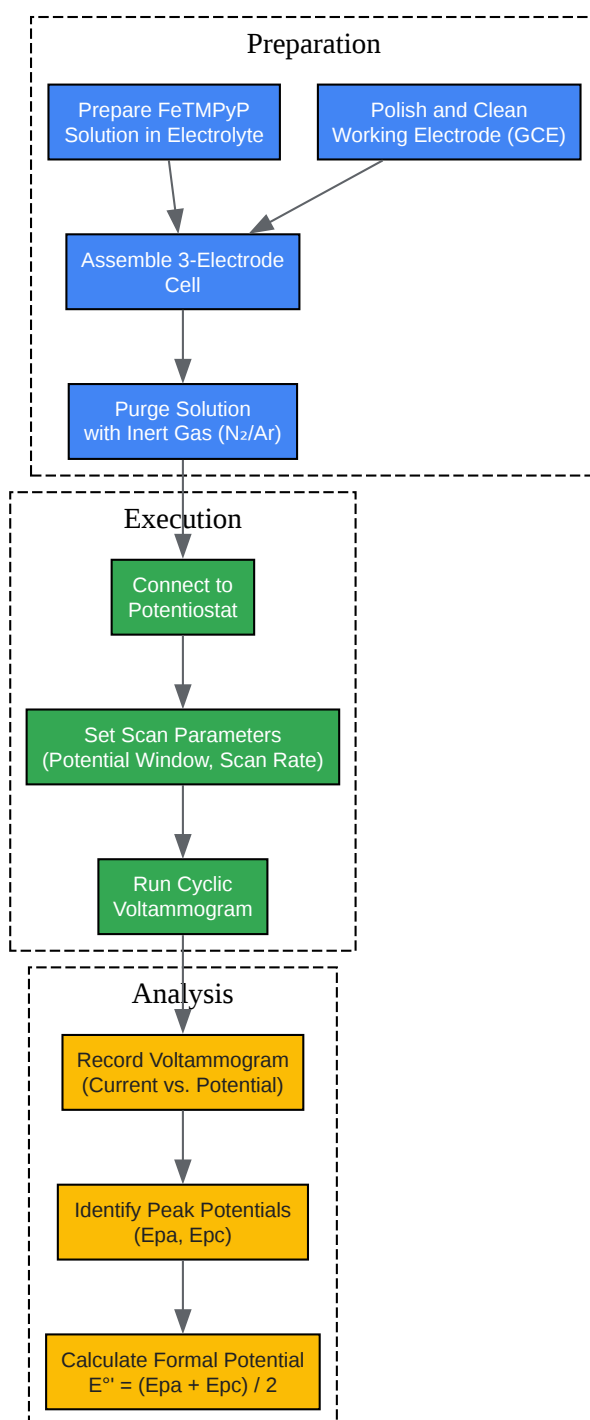 Preparation
Prepare FeTMPyP
Solution in Electrolyte
Polish and Clean
Working Electrode (GCE)
Assemble 3-Electrode
Cell
Purge Solution
with Inert Gas (N₂/Ar)
Execution
Connect to
Potentiostat
Set Scan Parameters
(Potential Window, Scan Rate)
Run Cyclic
Voltammogram
Analysis
Record Voltammogram
(Current vs. Potential)
Identify Peak Potentials
(Epa, Epc)
Calculate Formal Potential
E°' = (Epa + Epc) / 2